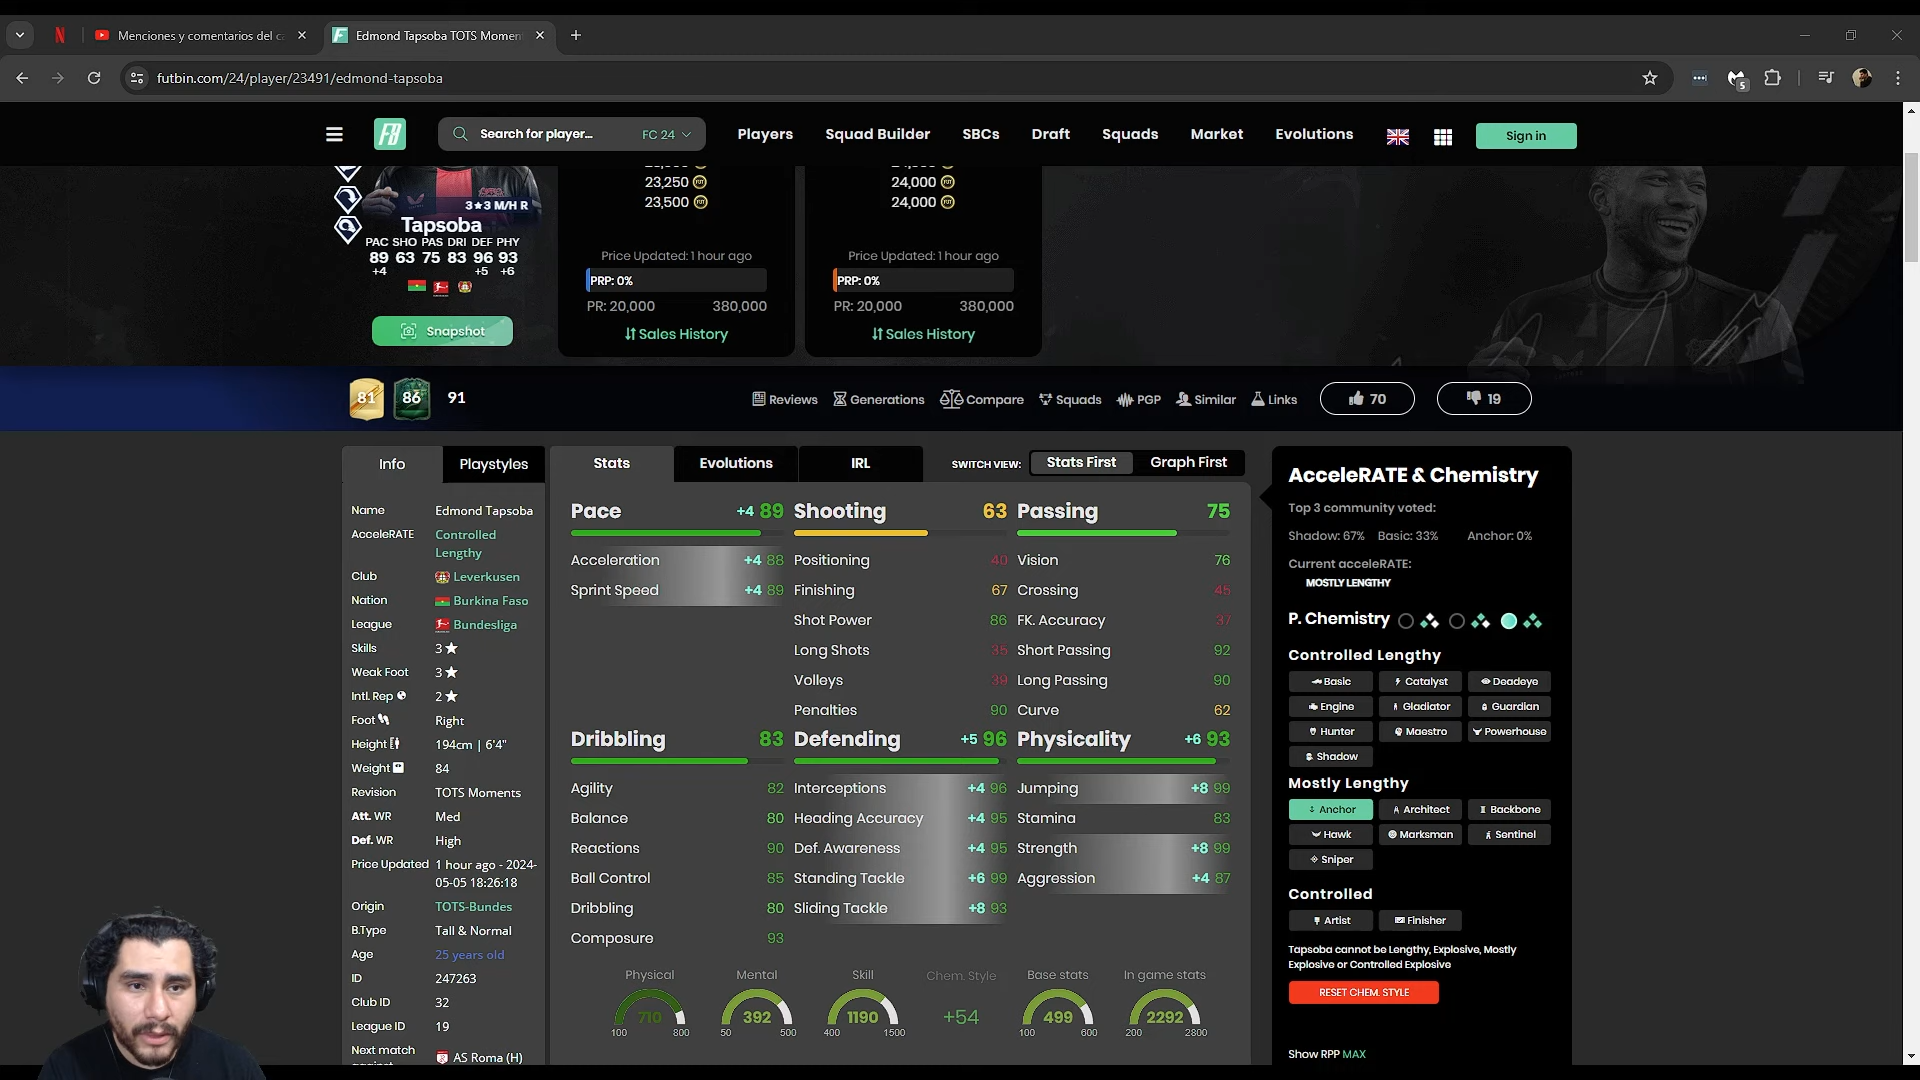 Menciones y comentarios del ca
Edmond Tapsoba TOTS Momen
futbin.com/24/player/23491/edmond-tapsoba
5
FB
Search for player...
FC 24
Players
Squad Builder
SBCs
Draft
Squads
Market
Evolutions
Sign in
3★3 M/H R
Tapsoba
PAC SHO PAS DRI DEF PHY
89 63 75 83 96 93
+4 +5 +6
Snapshot
23,250
23,500
Price Updated: 1 hour ago
PRP: 0%
PR: 20,000 380,000
Sales History
24,000
24,000
Price Updated: 1 hour ago
PRP: 0%
PR: 20,000 380,000
Sales History
81 86 91
Reviews Generations Compare Squads PGP Similar Links 70 19
Info Playstyles
Name Edmond Tapsoba
AcceleRATE Controlled
Lengthy
Club Leverkusen
Nation Burkina Faso
League Bundesliga
Skills 3★
Weak Foot 3★
Intl. Rep 2★
Foot Right
Height 194cm | 6'4"
Weight 84
Revision TOTS Moments
Att. WR Med
Def. WR High
Price Updated 1 hour ago - 2024-
05-05 18:26:18
Origin TOTS-Bundes
B.Type Tall & Normal
Age 25 years old
ID 247263
Club ID 32
League ID 19
Next match AS Roma (H)
Stats Evolutions IRL SWITCH VIEW: Stats First Graph First
Pace +4 89
Acceleration +4 88
Sprint Speed +4 89
Shooting 63
Positioning 40
Finishing 67
Shot Power 86
Long Shots 35
Volleys 39
Penalties 90
Passing 75
Vision 76
Crossing 45
FK. Accuracy 37
Short Passing 92
Long Passing 90
Curve 62
Dribbling 83
Agility 82
Balance 80
Reactions 90
Ball Control 85
Dribbling 80
Composure 93
Defending +5 96
Interceptions +4 96
Heading Accuracy +4 95
Def. Awareness +4 95
Standing Tackle +6 99
Sliding Tackle +8 93
Physicality +6 93
Jumping +8 99
Stamina 83
Strength +8 99
Aggression +4 87
Physical Mental Skill Chem. Style Base stats In game stats
710 392 1190 +54 499 2292
100 800 50 500 400 1500 100 600 200 2800
AcceleRATE & Chemistry
Top 3 community voted:
Shadow: 67% Basic: 33% Anchor: 0%
Current acceleRATE:
MOSTLY LENGTHY
P. Chemistry
Controlled Lengthy
Basic Catalyst Deadeye
Engine Gladiator Guardian
Hunter Maestro Powerhouse
Shadow
Mostly Lengthy
Anchor Architect Backbone
Hawk Marksman Sentinel
Sniper
Controlled
Artist Finisher
Tapsoba cannot be Lengthy, Explosive, Mostly
Explosive or Controlled Explosive
RESET CHEM. STYLE
Show RPP MAX